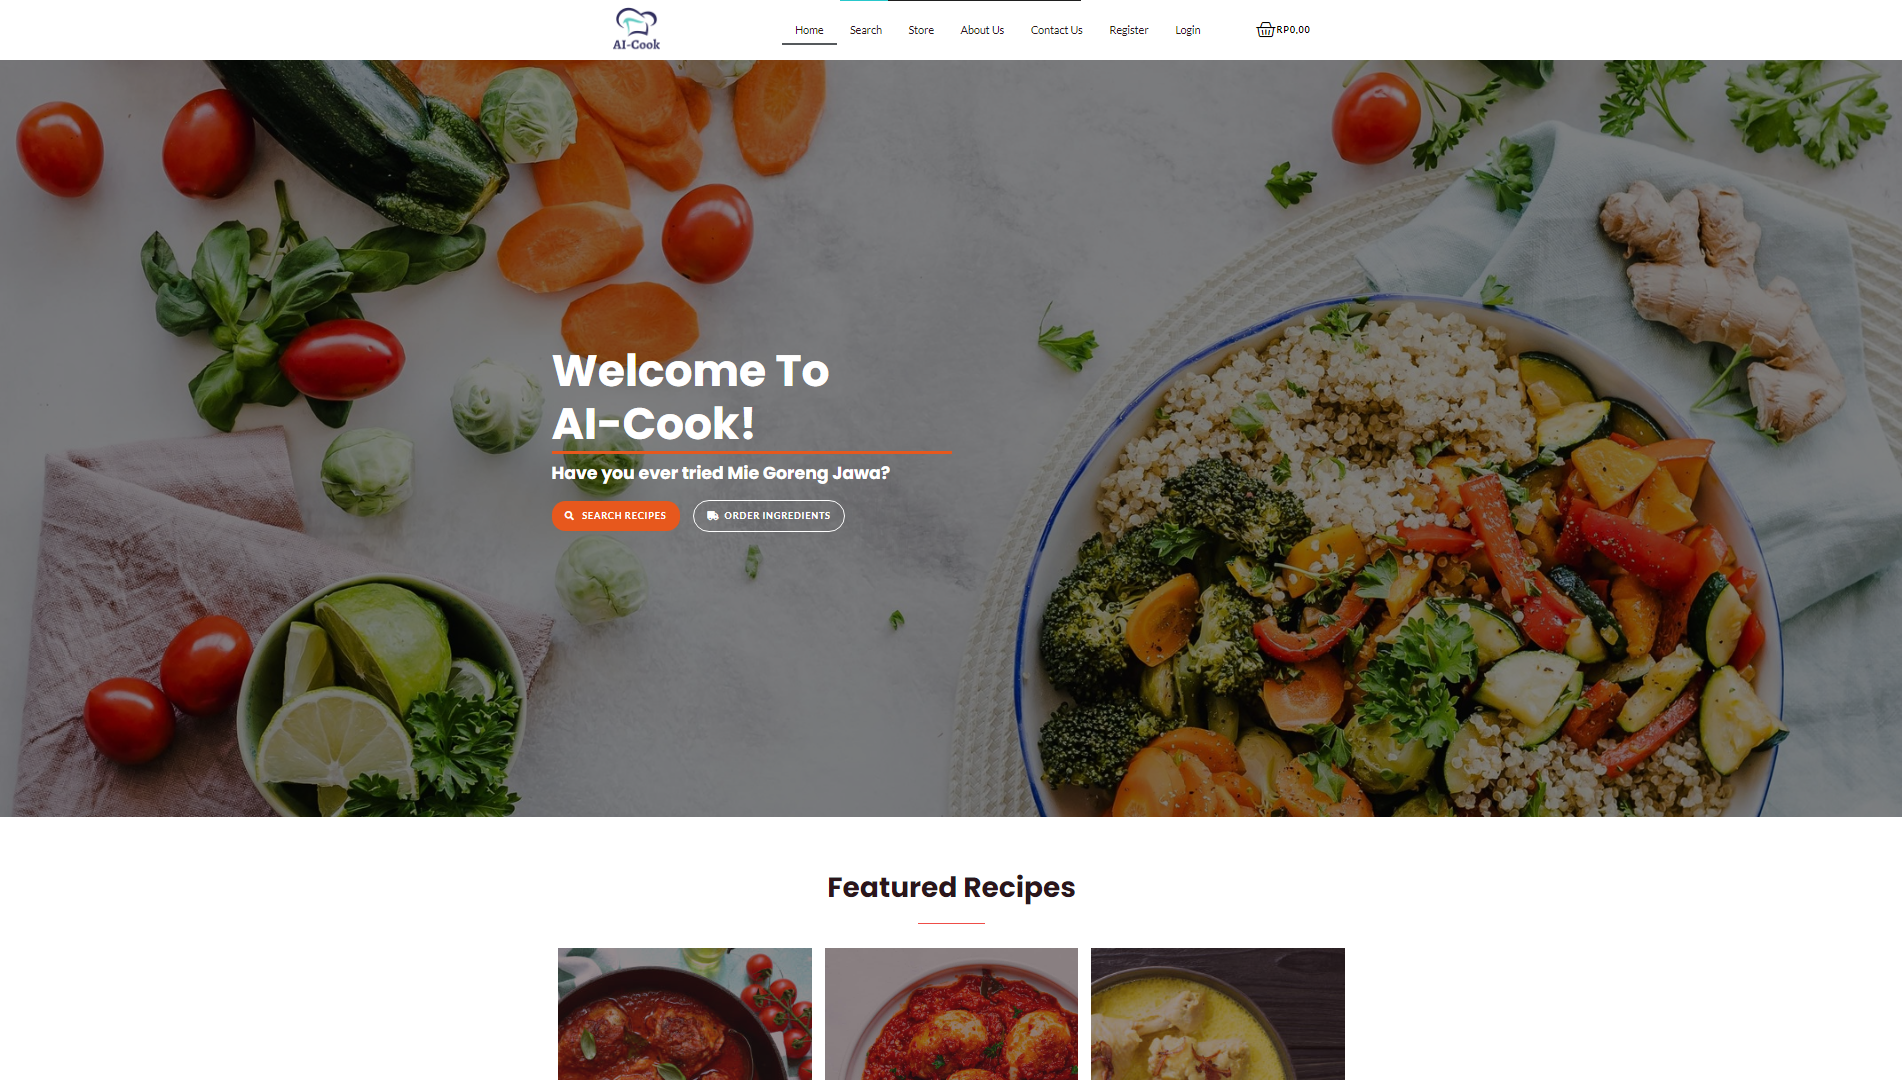 AI-Cook
Home Search Store About Us Contact Us Register Login RP0,00
Welcome To
AI-Cook!
Have you ever tried Mie Goreng Jawa?
SEARCH RECIPES ORDER INGREDIENTS
Featured Recipes